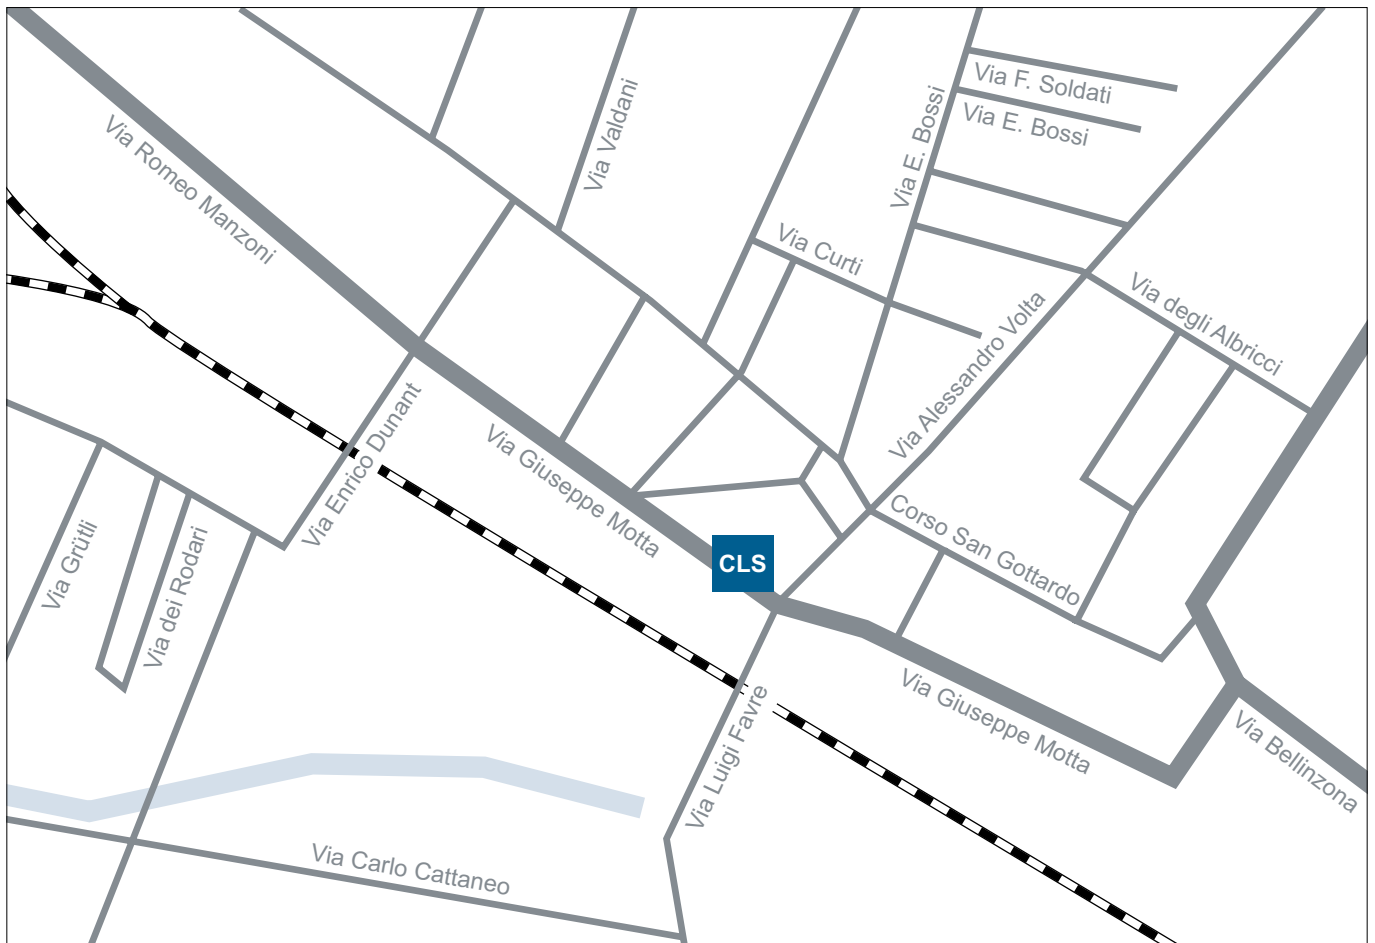 Via F. Soldati
Via E. Bossi
Via Valdani
Via E. Bossi
Via Romeo Manzoni
Via Curti
Via degli Albricci
Via Alessandro Volta
Via Enrico Dunant
Via Giuseppe Motta
Corso San Gottardo
Via Grütli
Via dei Rodari
CLS
Via Giuseppe Motta
Via Luigi Favre
Via Bellinzona
Via Carlo Cattaneo